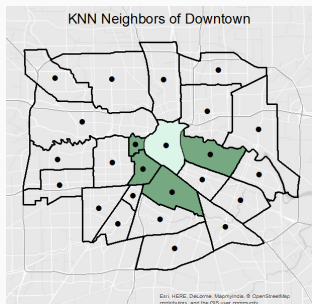 KNN Neighbors of Downtown
Esri, HERE, DeLorme, MapmyIndia, © OpenStreetMap
contributors, and the GIS user community